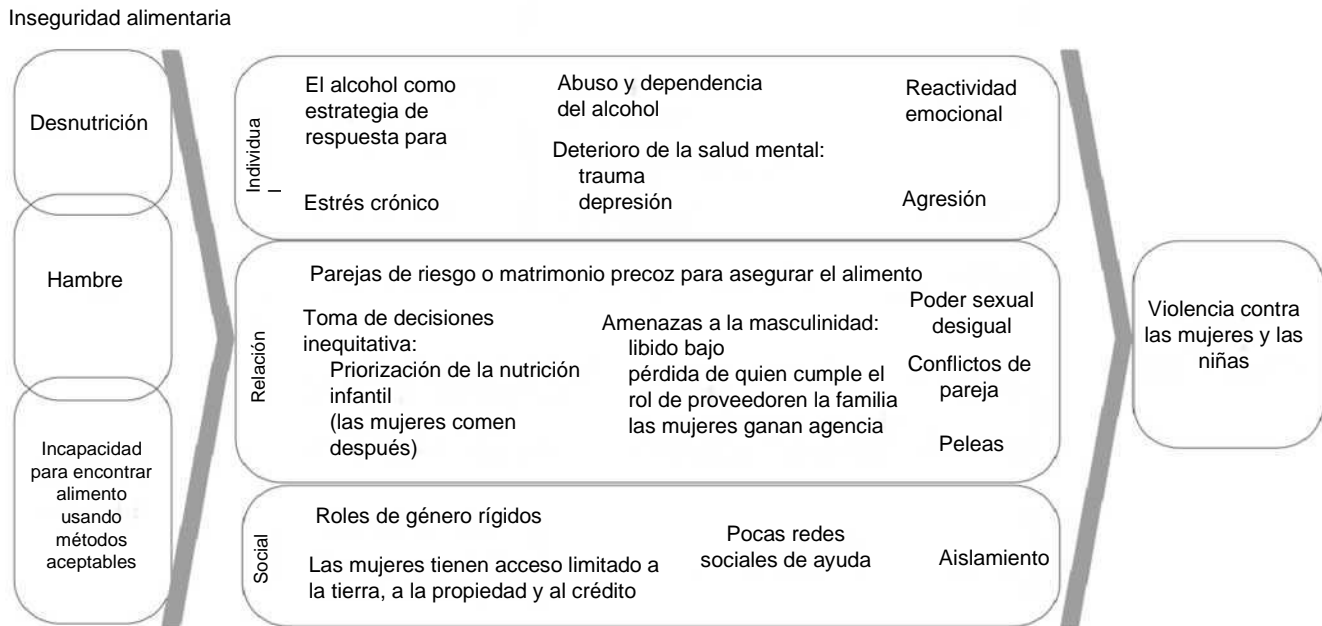 Inseguridad alimentaria
Desnutrición
Hambre
Incapacidad
para encontrar
alimento
usando
métodos
aceptables
Individua
l
El alcohol como
estrategia de
respuesta para
Estrés crónico
Abuso y dependencia
del alcohol
Deterioro de la salud mental:
trauma
depresión
Reactividad
emocional
Agresión
Relación
Parejas de riesgo o matrimonio precoz para asegurar el alimento
Toma de decisiones
inequitativa:
Priorización de la nutrición
infantil
(las mujeres comen
después)
Amenazas a la masculinidad:
libido bajo
pérdida de quien cumple el
rol de proveedoren la familia
las mujeres ganan agencia
Poder sexual
desigual
Conflictos de
pareja
Peleas
Social
Roles de género rígidos
Las mujeres tienen acceso limitado a
la tierra, a la propiedad y al crédito
Pocas redes
sociales de ayuda
Aislamiento
Violencia contra
las mujeres y las
niñas